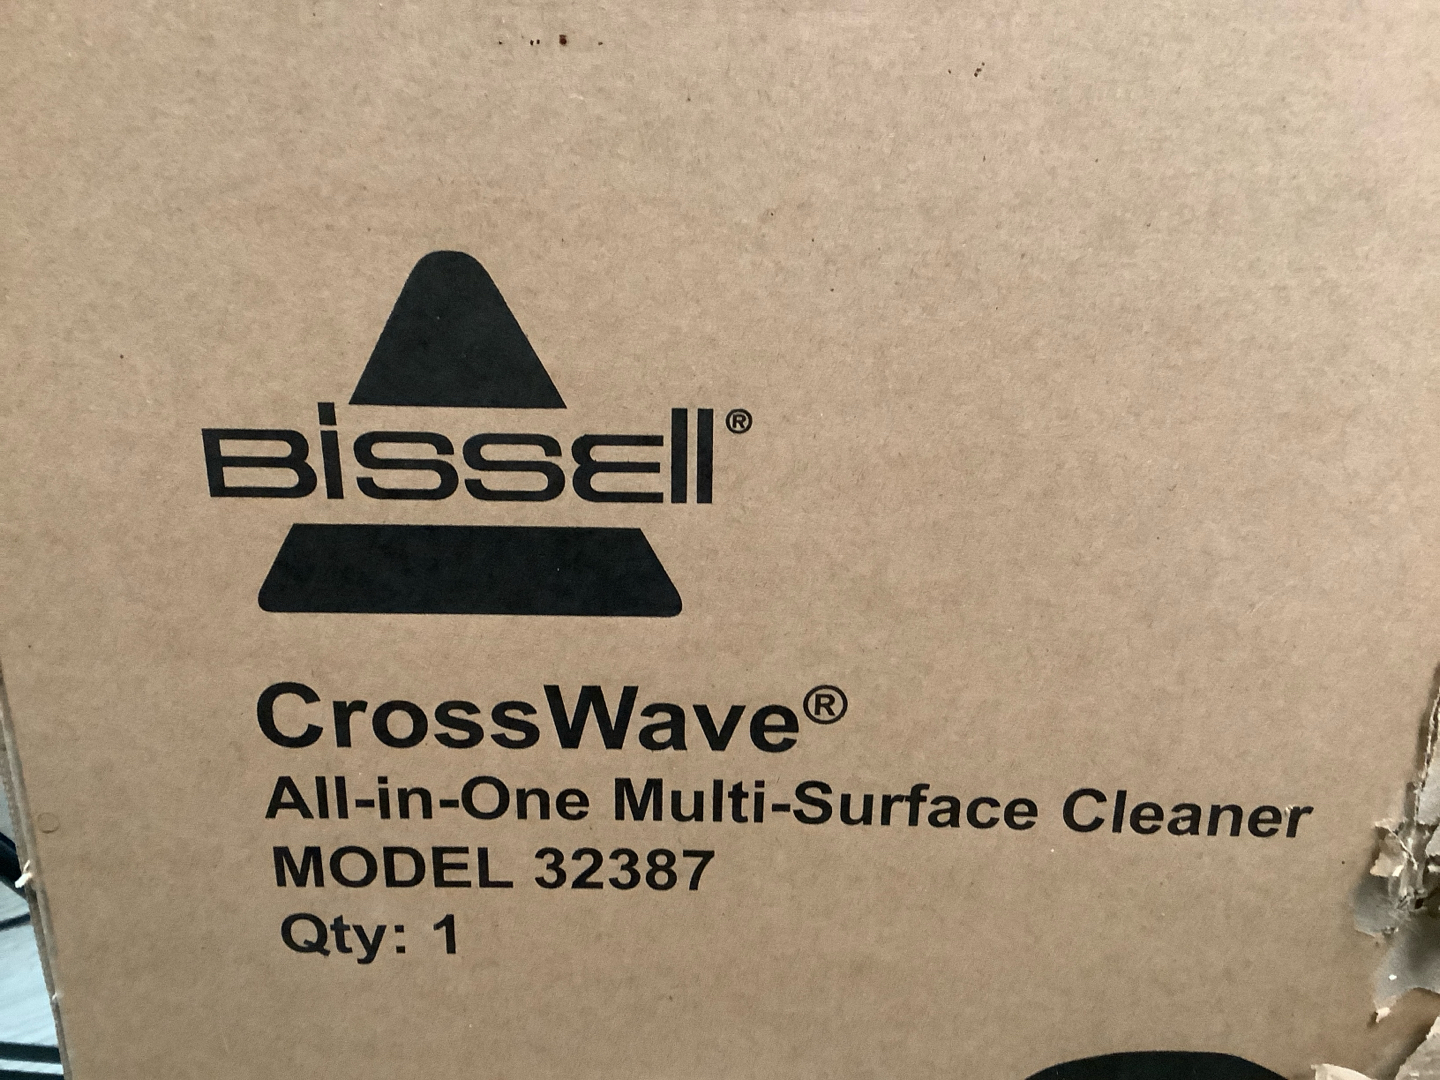 BISSELL®
CrossWave®
All-in-One Multi-Surface Cleaner
MODEL 32387
Qty: 1